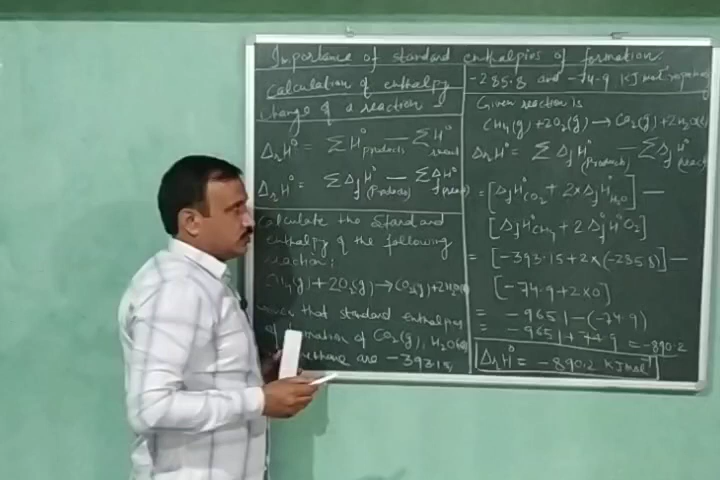 Importance of standard enthalpies of formation.
Calculation of enthalpy
change of a reaction =
ΔrH° = ΣH°products — ΣH°
ΔrH° = ΣΔfH°(Products) — ΣΔfH°(react)
Calculate the Standard
enthalpy of the following
reaction;
CH4(g) + 2O2(g) → CO2(g) + 2H2O
that standard enthalpies
of formation of CO2(g), H2O
methane are -393.15,
-285.8 and -74.9 KJ mol⁻¹
Given reaction is
CH4(g) + 2O2(g) → CO2(g) + 2H2O(l)
ΔrH° = ΣΔfH°(Products) — ΣΔfH°(react
= [ΔfH°CO2 + 2×ΔfH°H2O] —
[ΔfH°CH4 + 2ΔfH°O2]
= [-393.15 + 2×(-285.8)] —
[-74.9 + 2×0]
= -965.1 - (-74.9)
= -965.1 + 74.9 = -890.2
ΔrH° = -890.2 KJ mol⁻¹